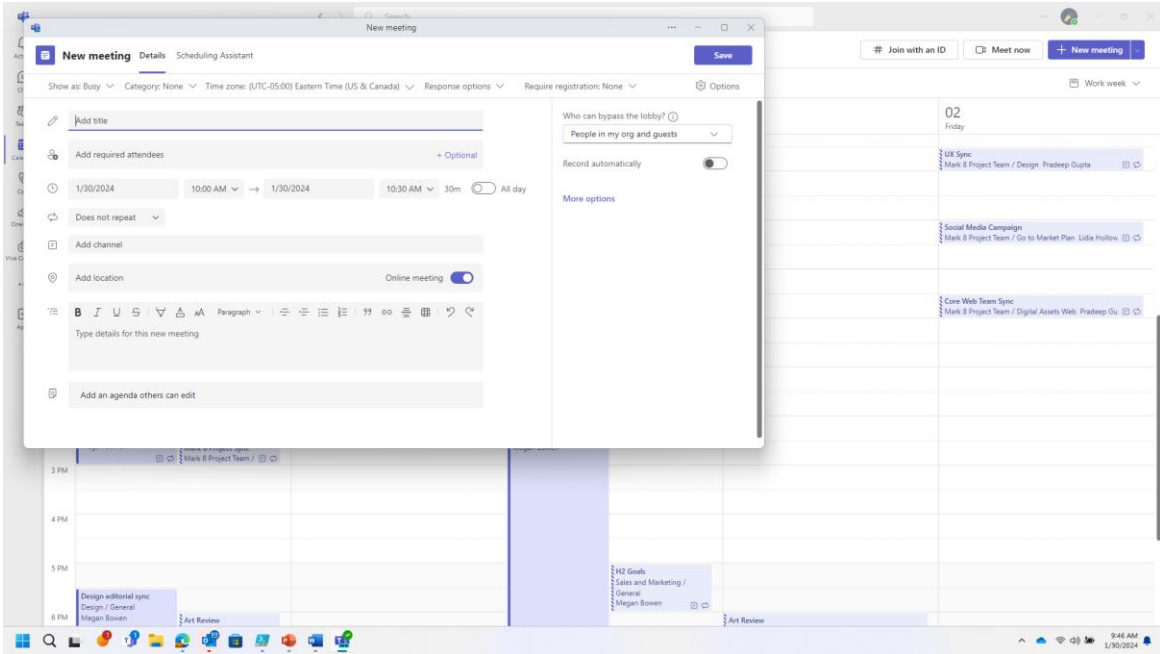 Search
New meeting
New meeting Details Scheduling Assistant
Save
Show as: Busy Category: None Time zone: (UTC-05:00) Eastern Time (US & Canada) Response options Require registration: None Options
Add title
Add required attendees + Optional
1/30/2024 10:00 AM → 1/30/2024 10:30 AM 30m All day
Does not repeat
Add channel
Add location Online meeting
B I U S Paragraph
Type details for this new meeting
Add an agenda others can edit
Who can bypass the lobby?
People in my org and guests
Record automatically
More options
# Join with an ID Meet now + New meeting
Work week
02
Friday
UX Sync
Mark 8 Project Team / Design Pradeep Gupta
Social Media Campaign
Mark 8 Project Team / Go to Market Plan Lidia Hollow
Core Web Team Sync
Mark 8 Project Team / Digital Assets Web Pradeep Gu
Mark 8 Project Sync
Mark 8 Project Team /
Megan Bowen
3 PM
4 PM
5 PM
6 PM
Design editorial sync
Design / General
Megan Bowen
Art Review
H2 Goals
Sales and Marketing /
General
Megan Bowen
Art Review
9:46 AM
1/30/2024